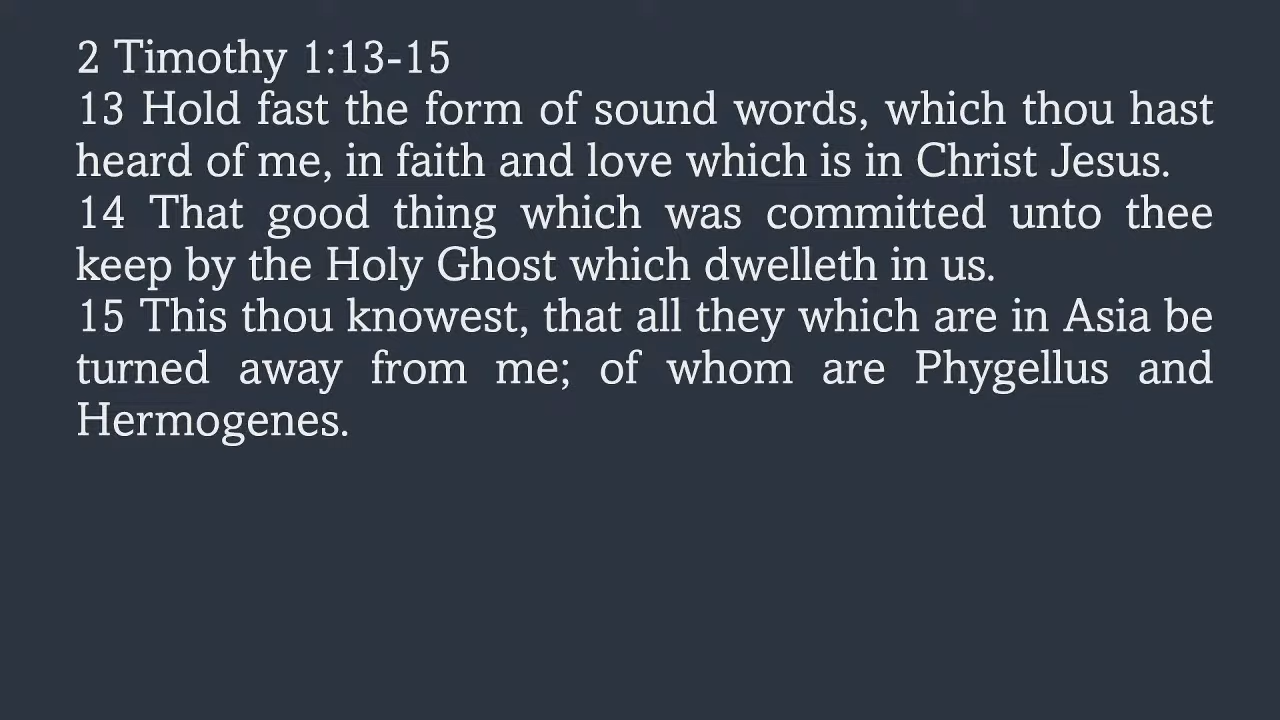 2 Timothy 1:13-15
13 Hold fast the form of sound words, which thou hast
heard of me, in faith and love which is in Christ Jesus.
14 That good thing which was committed unto thee
keep by the Holy Ghost which dwelleth in us.
15 This thou knowest, that all they which are in Asia be
turned away from me; of whom are Phygellus and
Hermogenes.